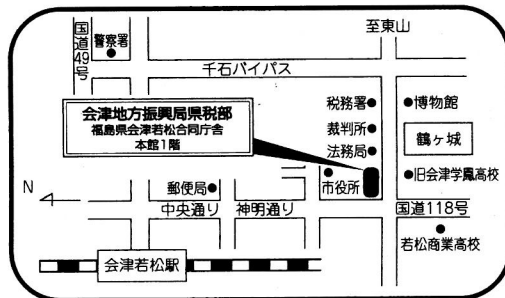 国道49号
警察署
至東山
千石バイパス
会津地方振興局県税部
福島県会津若松合同庁舎
本館1階
税務署
博物館
裁判所
鶴ヶ城
法務局
市役所
旧会津学鳳高校
N
郵便局
中央通り
神明通り
国道118号
若松商業高校
会津若松駅